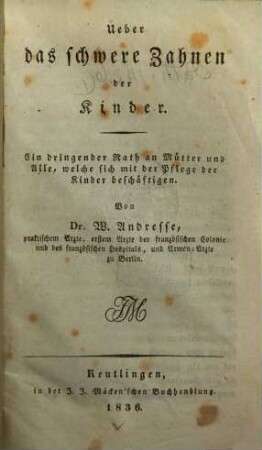 Ueber
das schwere Zahnen
der
Kinder.
Ein dringender Rath an Mütter und
Alle, welche sich mit der Pflege der
Kinder beschäftigen.
Von
Dr. W. Andresse,
praktischem Arzte, erstem Arzte der französischen Colonie
und des französischen Hospitals, und Armen-Arzte
zu Berlin.
Reutlingen,
in der J. J. Mäcken'schen Buchhandlung.
1836.